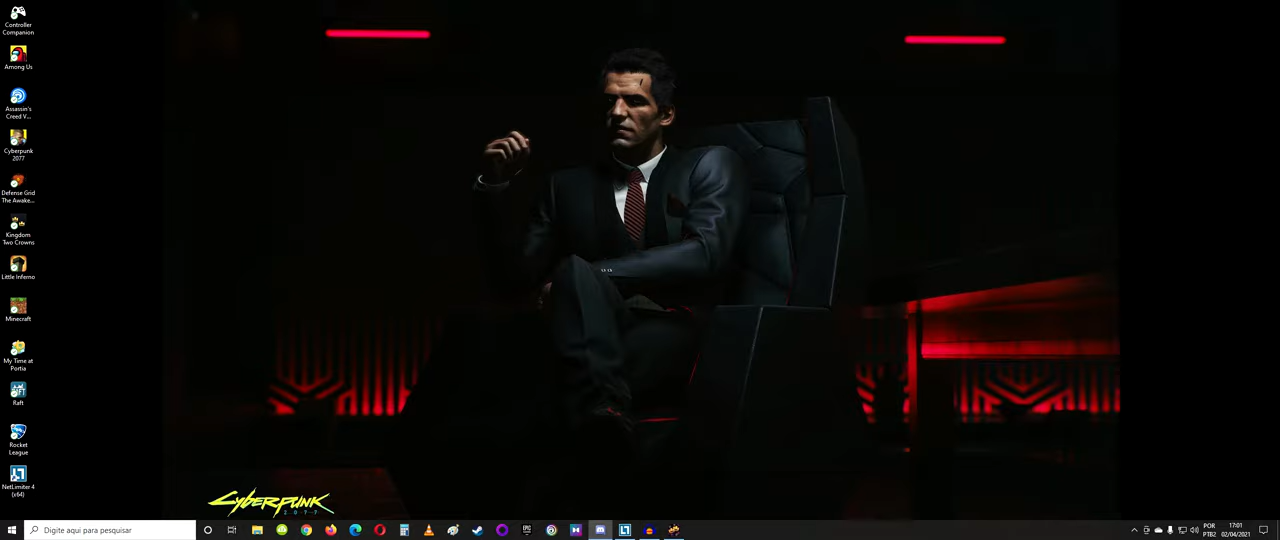 Controller
Companion
Among Us
Assassin's
Creed V...
Cyberpunk
2077
Defense Grid
The Awake...
Kingdom
Two Crowns
Little Inferno
Minecraft
My Time at
Portia
Raft
Rocket
League
NetLimiter 4
(x64)
CYBERPUNK
2077
Digite aqui para pesquisar
EPIC
POR
PTB2
17:01
02/04/2021